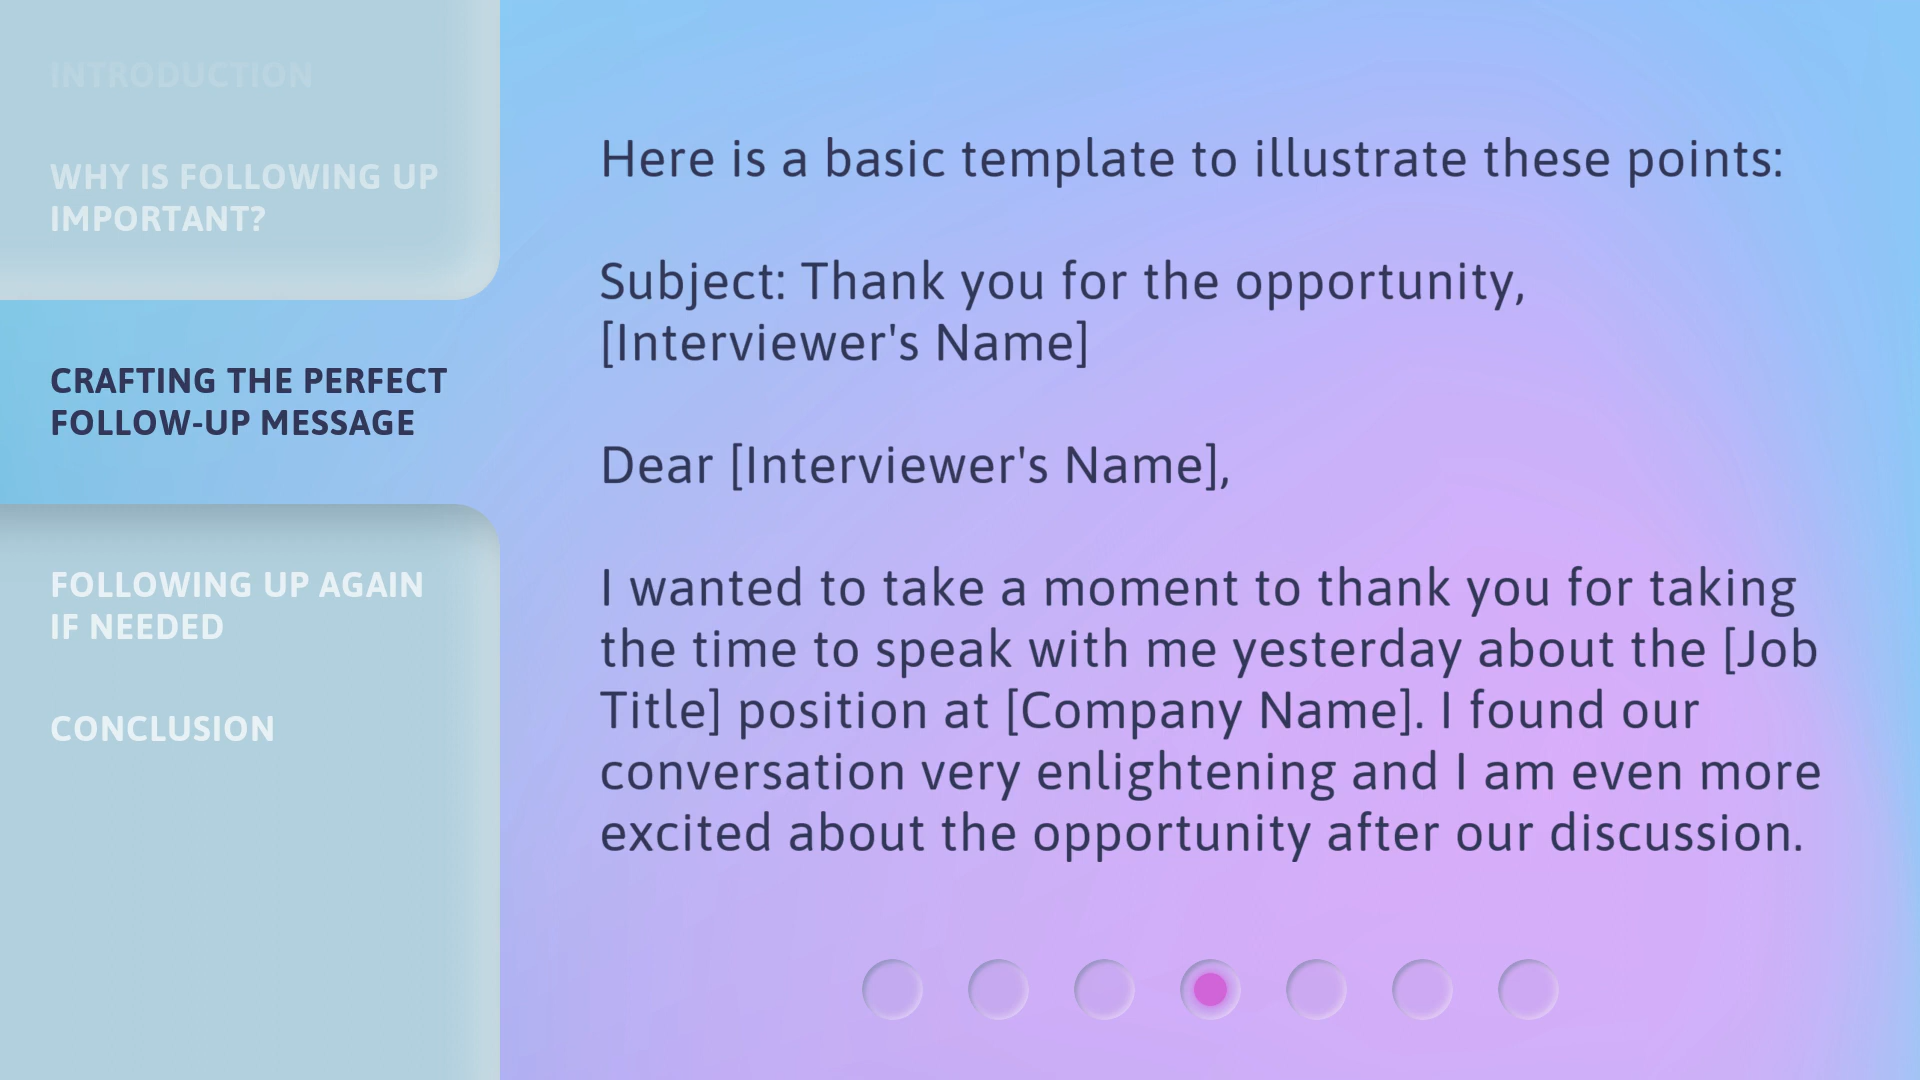 INTRODUCTION
WHY IS FOLLOWING UP
IMPORTANT?
CRAFTING THE PERFECT
FOLLOW-UP MESSAGE
FOLLOWING UP AGAIN
IF NEEDED
CONCLUSION
Here is a basic template to illustrate these points:
Subject: Thank you for the opportunity,
[Interviewer's Name]
Dear [Interviewer's Name],
I wanted to take a moment to thank you for taking
the time to speak with me yesterday about the [Job
Title] position at [Company Name]. I found our
conversation very enlightening and I am even more
excited about the opportunity after our discussion.